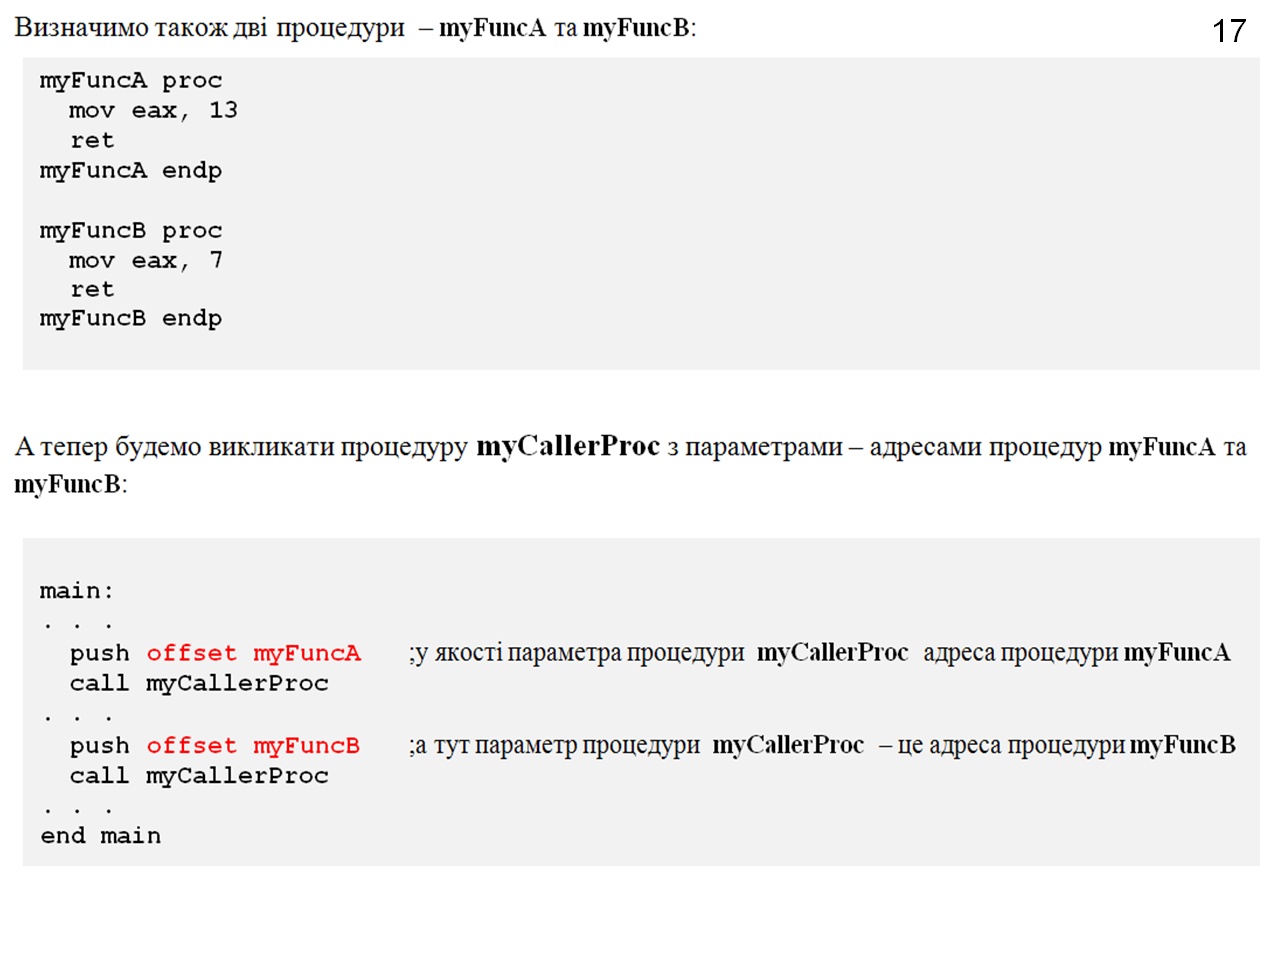 Визначимо також дві процедури – myFuncA та myFuncB:
17
myFuncA proc
mov eax, 13
ret
myFuncA endp
myFuncB proc
mov eax, 7
ret
myFuncB endp
А тепер будемо викликати процедуру myCallerProc з параметрами – адресами процедур myFuncA та
myFuncB:
main:
. . .
push offset myFuncA ;у якості параметра процедури myCallerProc адреса процедури myFuncA
call myCallerProc
. . .
push offset myFuncB ;а тут параметр процедури myCallerProc – це адреса процедури myFuncB
call myCallerProc
. . .
end main